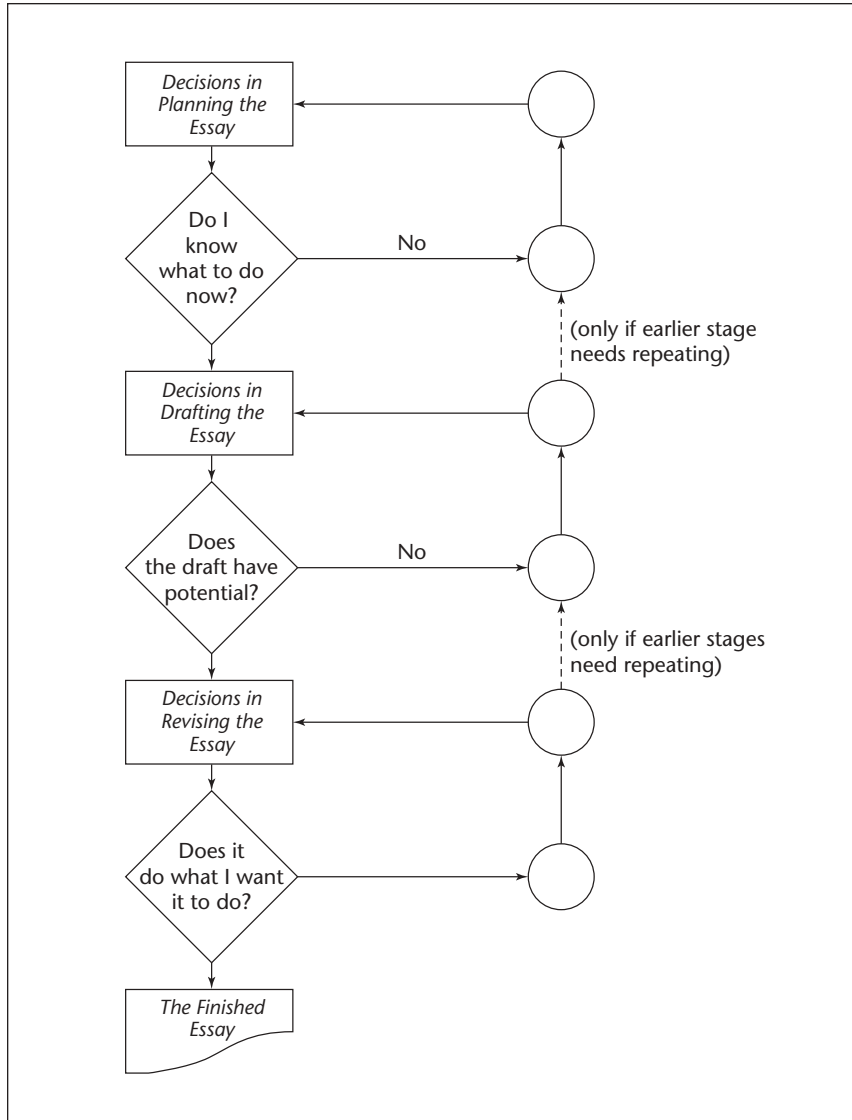 Decisions in
Planning the
Essay
Do I
know
what to do
now?
No
(only if earlier stage
needs repeating)
Decisions in
Drafting the
Essay
Does
the draft have
potential?
No
(only if earlier stages
need repeating)
Decisions in
Revising the
Essay
Does it
do what I want
it to do?
The Finished
Essay